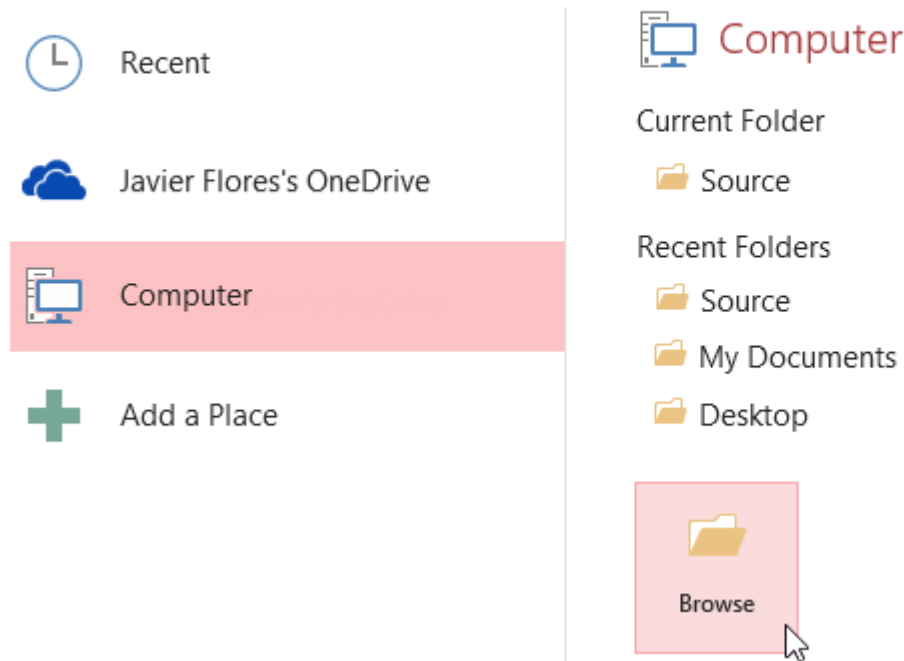 Recent
Javier Flores's OneDrive
Computer
Add a Place
Computer
Current Folder
Source
Recent Folders
Source
My Documents
Desktop
Browse